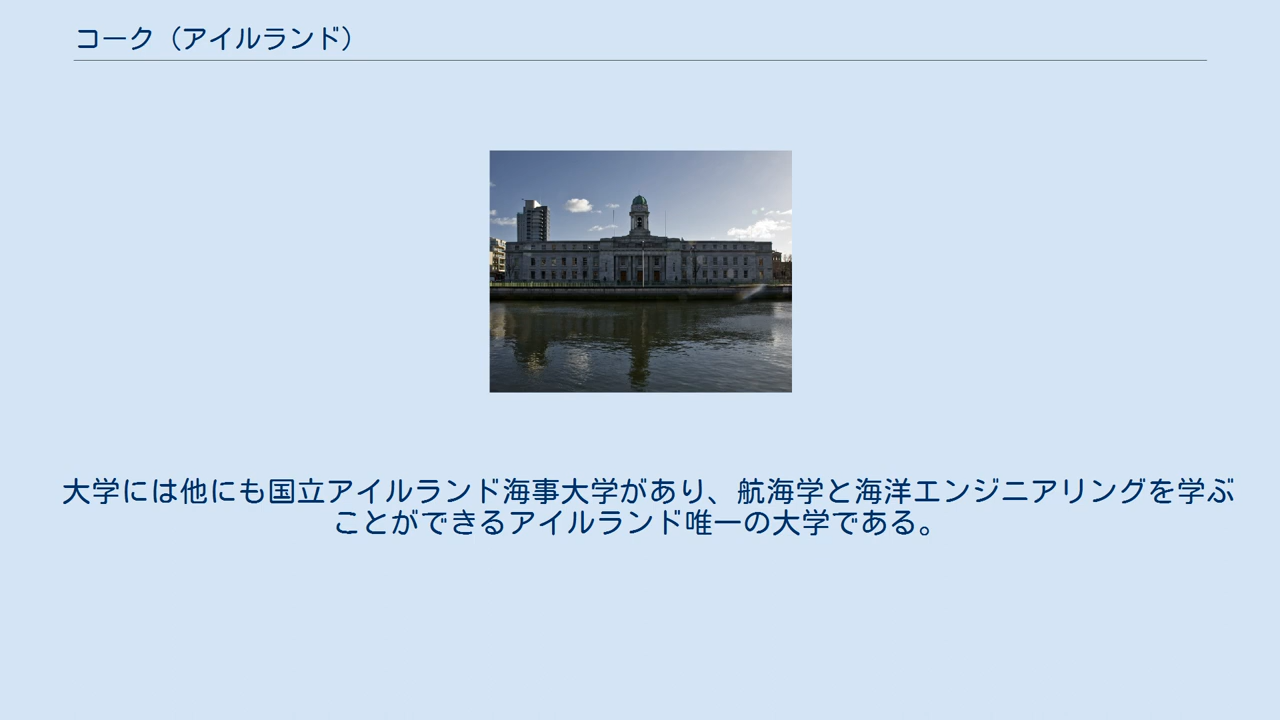 コーク（アイルランド）
大学には他にも国立アイルランド海事大学があり、航海学と海洋エンジニアリングを学ぶ
ことができるアイルランド唯一の大学である。